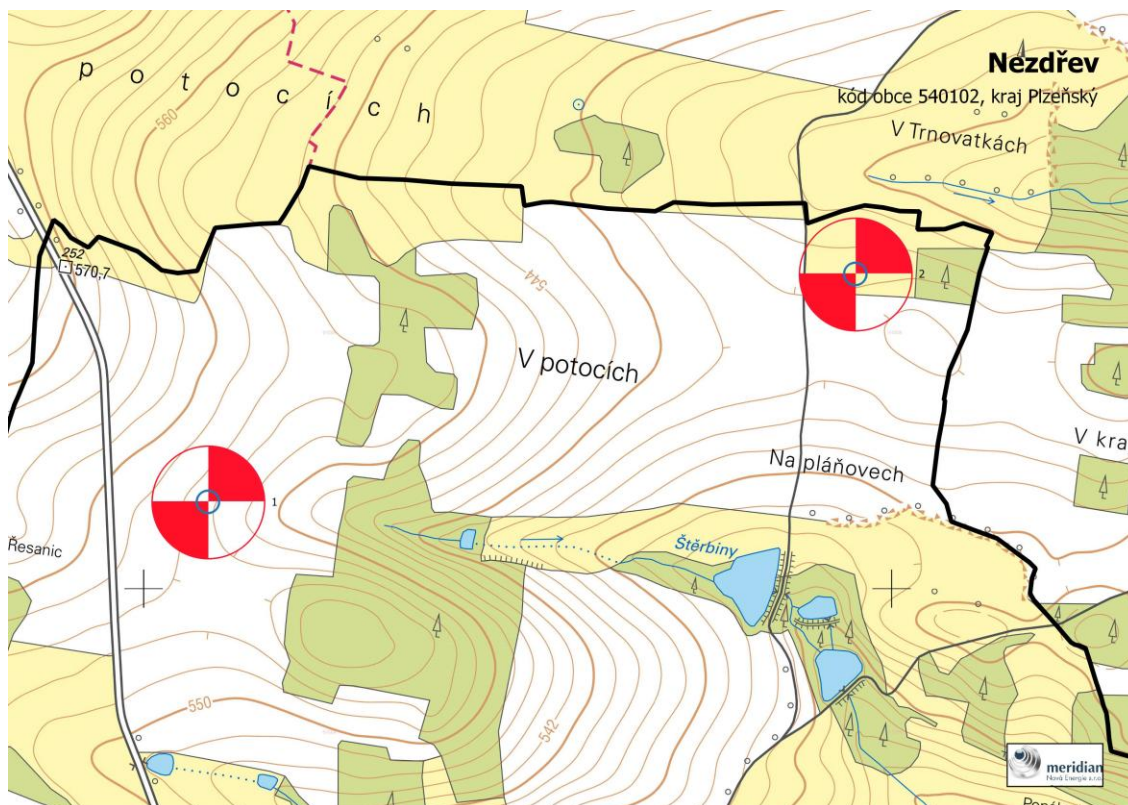 Nezdřev
kód obce 540102, kraj Plzeňský
potocích
V Trnovatkách
560
252
570,7
544
2
V potocích
V kra
Na pláňovech
1
Řesanic
Štěrbiny
550
542
meridian
Nová Energie s.r.o.